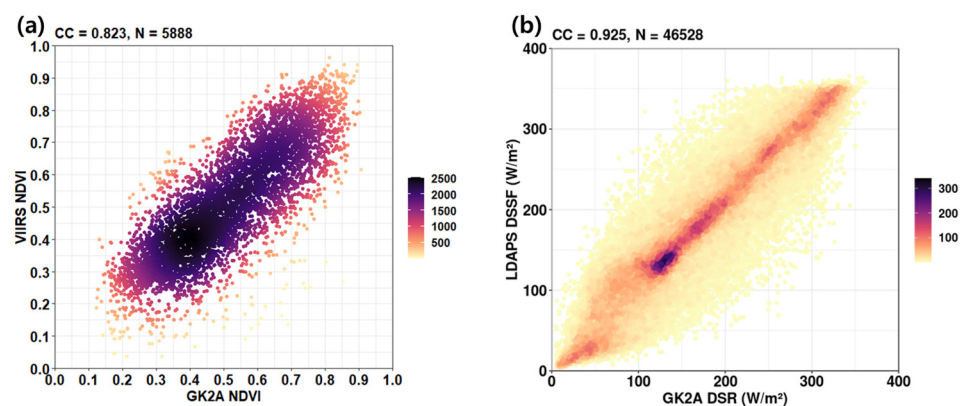 (a)
CC = 0.823, N = 5888
VIIRS NDVI
1.0
0.9
0.8
0.7
0.6
0.5
0.4
0.3
0.2
0.1
0.0
0.0 0.1 0.2 0.3 0.4 0.5 0.6 0.7 0.8 0.9 1.0
GK2A NDVI
2500
2000
1500
1000
500
(b)
CC = 0.925, N = 46528
LDAPS DSSF (W/m²)
400
300
200
100
0
0 100 200 300 400
GK2A DSR (W/m²)
300
200
100